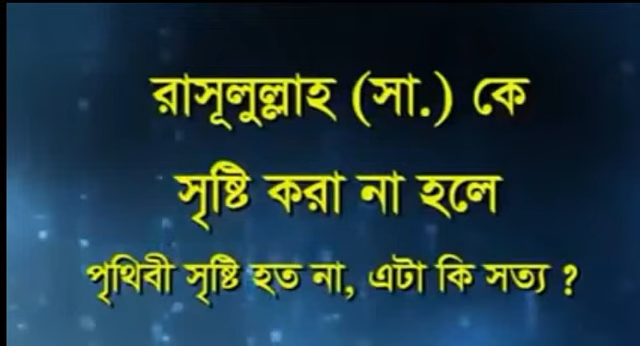 রাসূলুল্লাহ (সা.) কে
সৃষ্টি করা না হলে
পৃথিবী সৃষ্টি হত না, এটা কি সত্য ?